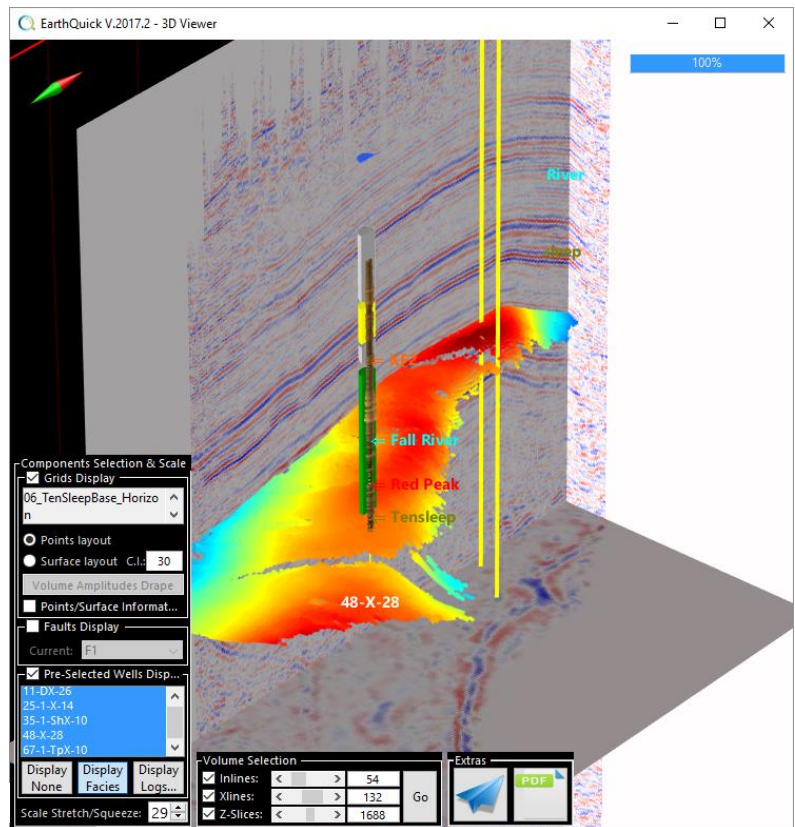 EarthQuick V.2017.2 - 3D Viewer
100%
River
Fall River
Red Peak
Tensleep
48-X-28
Components Selection & Scale
Grids Display
06_TenSleepBase_Horizo
n
Points layout
Surface layout C.I.: 30
Volume Amplitudes Drape
Points/Surface Informat...
Faults Display
Current: F1
Pre-Selected Wells Disp...
11-DX-26
25-1-X-14
35-1-ShX-10
48-X-28
67-1-TpX-10
Display None
Display Facies
Display Logs...
Scale Stretch/Squeeze: 29
Volume Selection
Inlines: 54
Xlines: 132
Z-Slices: 1688
Go
Extras
PDF